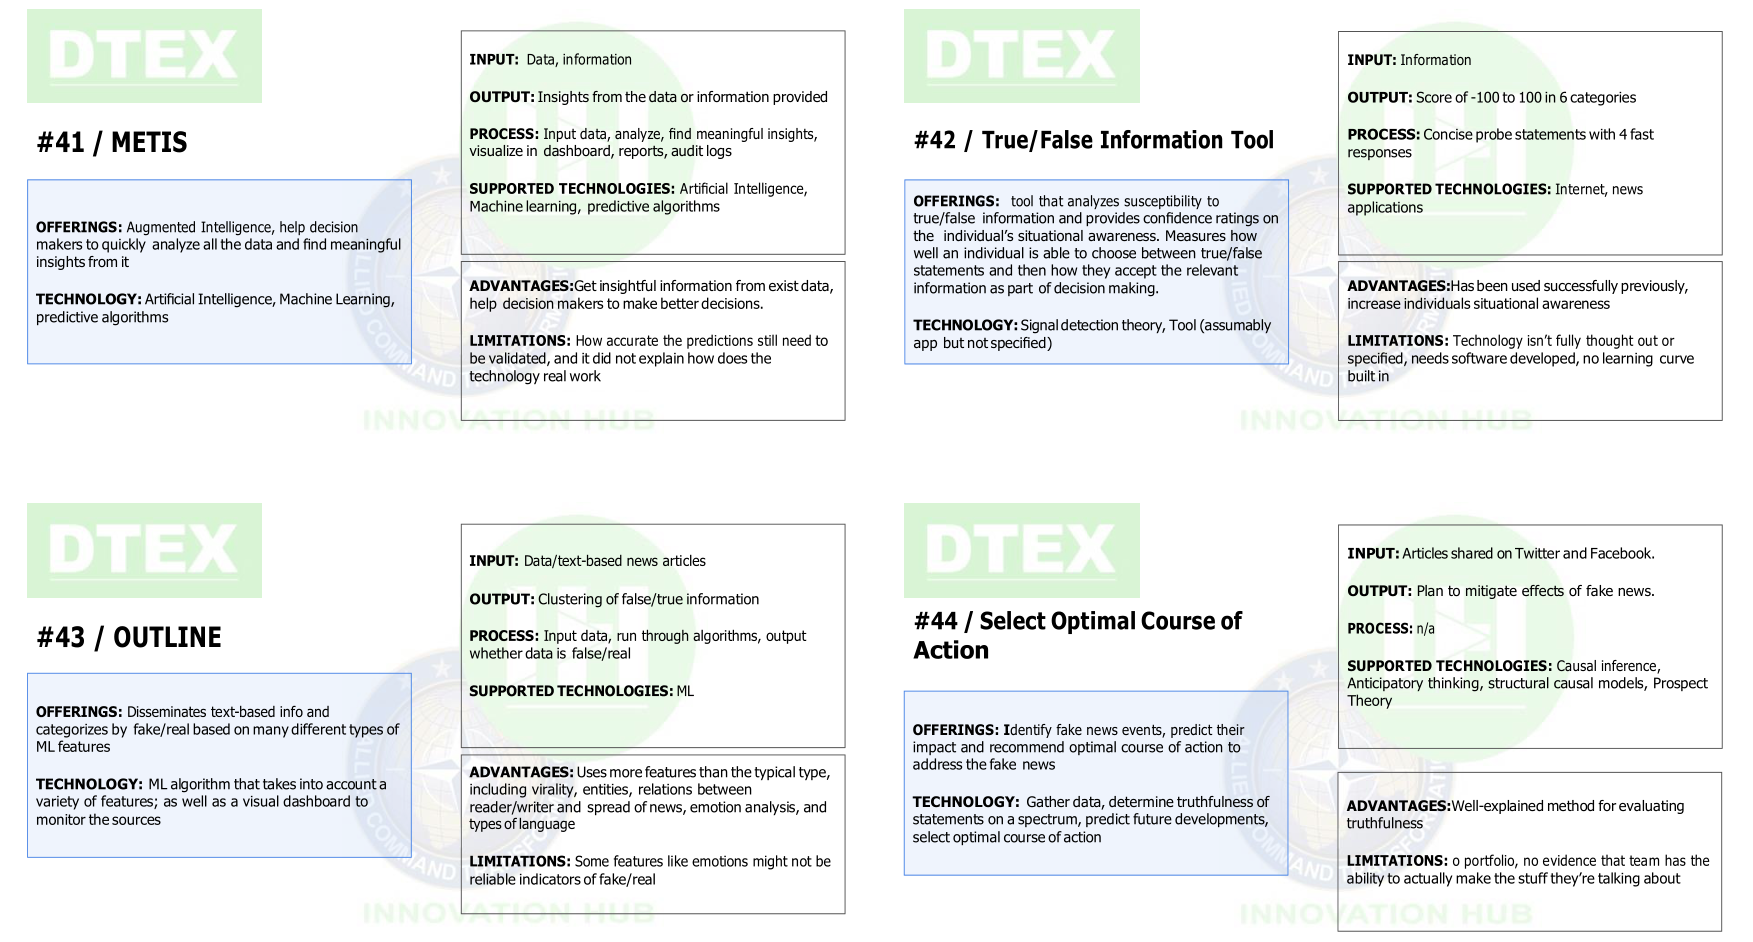 DTEX
#41 / METIS
OFFERINGS: Augmented Intelligence, help decision
makers to quickly analyze all the data and find meaningful
insights from it
TECHNOLOGY: Artificial Intelligence, Machine Learning,
predictive algorithms
INPUT: Data, information
OUTPUT: Insights from the data or information provided
PROCESS: Input data, analyze, find meaningful insights,
visualize in dashboard, reports, audit logs
SUPPORTED TECHNOLOGIES: Artificial Intelligence,
Machine learning, predictive algorithms
ADVANTAGES:Get insightful information from exist data,
help decision makers to make better decisions.
LIMITATIONS: How accurate the predictions still need to
be validated, and it did not explain how does the
technology real work
INNOVATION HUB
DTEX
#42 / True/False Information Tool
OFFERINGS: tool that analyzes susceptibility to
true/false information and provides confidence ratings on
the individual's situational awareness. Measures how
well an individual is able to choose between true/false
statements and then how they accept the relevant
information as part of decision making.
TECHNOLOGY: Signal detection theory, Tool (assumably
app but not specified)
INPUT: Information
OUTPUT: Score of -100 to 100 in 6 categories
PROCESS: Concise probe statements with 4 fast
responses
SUPPORTED TECHNOLOGIES: Internet, news
applications
ADVANTAGES:Has been used successfully previously,
increase individuals situational awareness
LIMITATIONS: Technology isn't fully thought out or
specified, needs software developed, no learning curve
built in
INNOVATION HUB
DTEX
#43 / OUTLINE
OFFERINGS: Disseminates text-based info and
categorizes by fake/real based on many different types of
ML features
TECHNOLOGY: ML algorithm that takes into account a
variety of features; as well as a visual dashboard to
monitor the sources
INPUT: Data/text-based news articles
OUTPUT: Clustering of false/true information
PROCESS: Input data, run through algorithms, output
whether data is false/real
SUPPORTED TECHNOLOGIES: ML
ADVANTAGES: Uses more features than the typical type,
including virality, entities, relations between
reader/writer and spread of news, emotion analysis, and
types of language
LIMITATIONS: Some features like emotions might not be
reliable indicators of fake/real
INNOVATION HUB
DTEX
#44 / Select Optimal Course of
Action
OFFERINGS: Identify fake news events, predict their
impact and recommend optimal course of action to
address the fake news
TECHNOLOGY: Gather data, determine truthfulness of
statements on a spectrum, predict future developments,
select optimal course of action
INPUT: Articles shared on Twitter and Facebook.
OUTPUT: Plan to mitigate effects of fake news.
PROCESS: n/a
SUPPORTED TECHNOLOGIES: Causal inference,
Anticipatory thinking, structural causal models, Prospect
Theory
ADVANTAGES:Well-explained method for evaluating
truthfulness
LIMITATIONS: o portfolio, no evidence that team has the
ability to actually make the stuff they're talking about
INNOVATION HUB